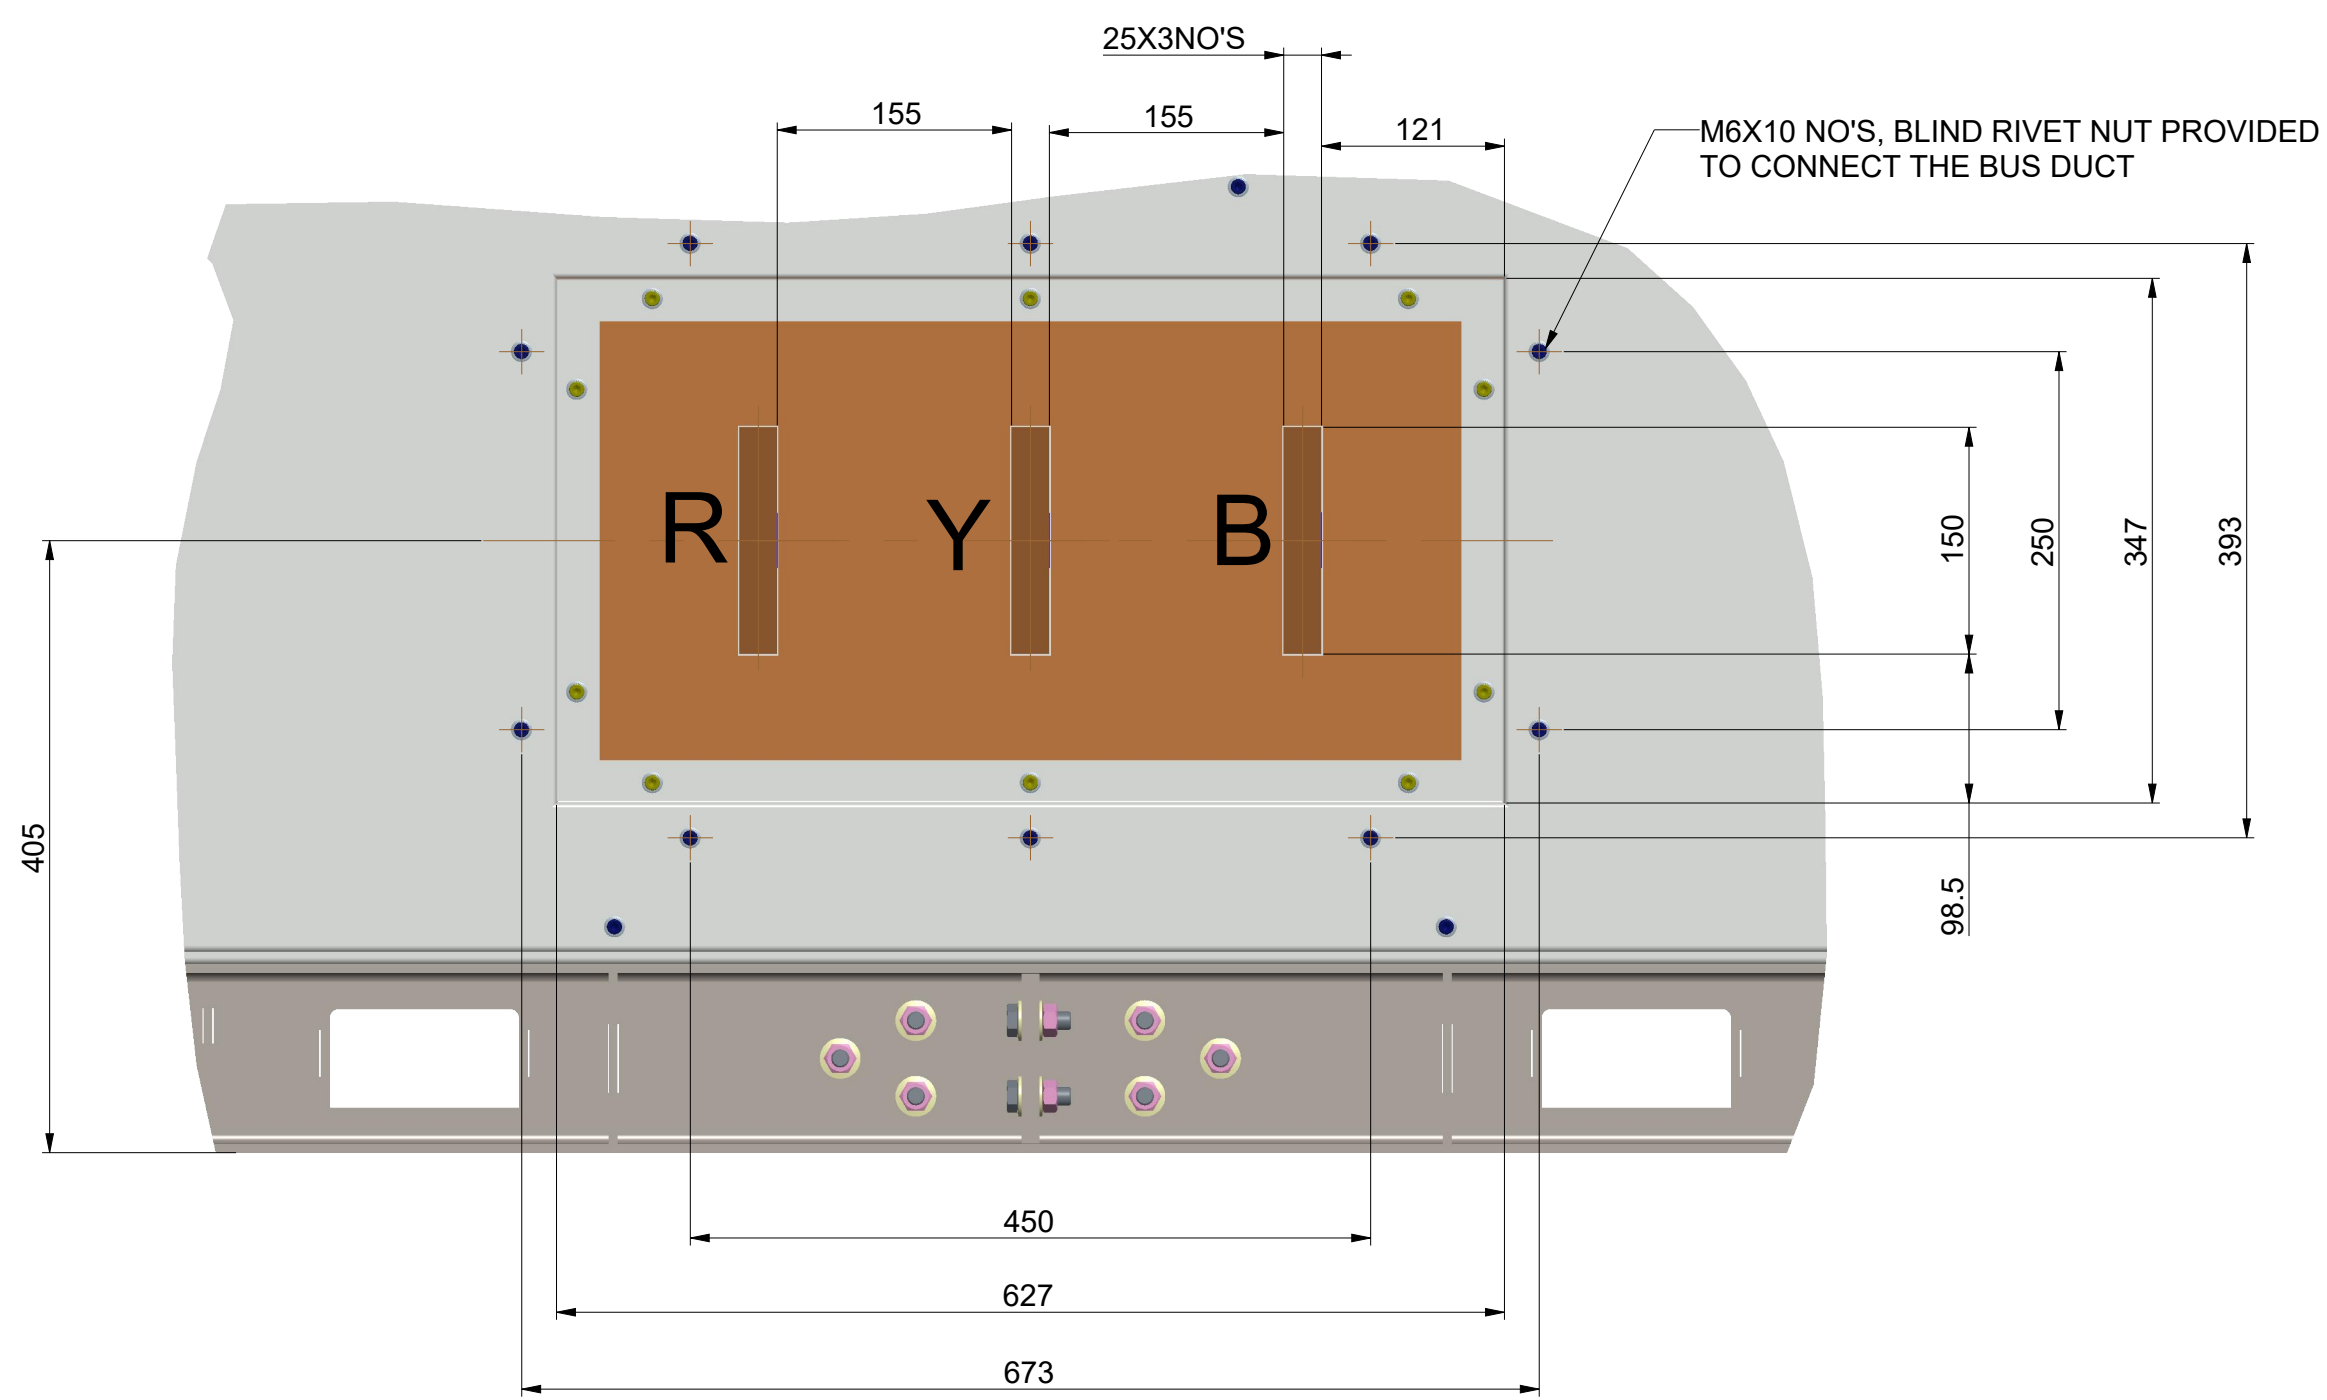 25X3NO'S
155
155
121
M6X10 NO'S, BLIND RIVET NUT PROVIDED
TO CONNECT THE BUS DUCT
R
Y
B
150
250
347
393
405
98.5
450
627
673